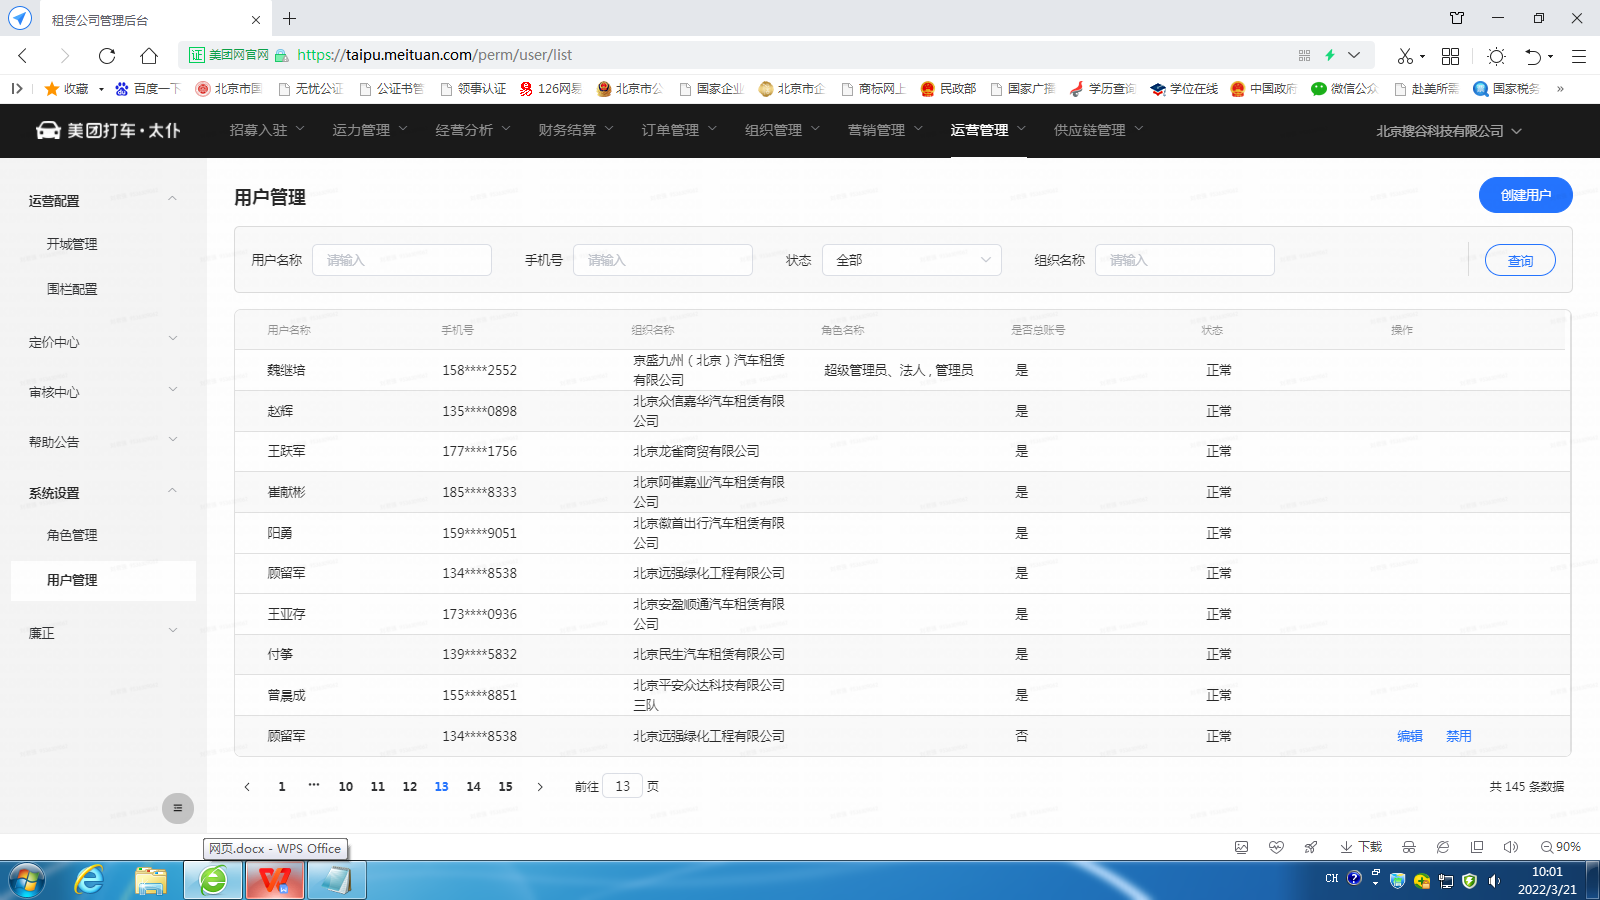 租赁公司管理后台
证 美团网官网 https://taipu.meituan.com/perm/user/list
收藏 百度一下 北京市国 无忧公证 公证书管 领事认证 126网易 北京市公 国家企业 北京市企 商标网上 民政部 国家广播 学历查询 学位在线 中国政府 微信公众 赴美所需 国家税务 »
美团打车·太仆 招募入驻 运力管理 经营分析 财务结算 订单管理 组织管理 营销管理 运营管理 供应链管理 北京搜谷科技有限公司
运营配置
开城管理
围栏配置
定价中心
审核中心
帮助公告
系统设置
角色管理
用户管理
廉正
用户管理 创建用户
用户名称 请输入 手机号 请输入 状态 全部 组织名称 请输入 查询
用户名称 手机号 组织名称 角色名称 是否总账号 状态 操作
魏继培 158****2552 京盛九州（北京）汽车租赁有限公司 超级管理员、法人 , 管理员 是 正常
赵辉 135****0898 北京众信嘉华汽车租赁有限公司 是 正常
王跃军 177****1756 北京龙雀商贸有限公司 是 正常
崔献彬 185****8333 北京阿崔嘉业汽车租赁有限公司 是 正常
阳勇 159****9051 北京徽首出行汽车租赁有限公司 是 正常
顾留军 134****8538 北京远强绿化工程有限公司 是 正常
王亚存 173****0936 北京安盈顺通汽车租赁有限公司 是 正常
付筝 139****5832 北京民生汽车租赁有限公司 是 正常
曾晨成 155****8851 北京平安众达科技有限公司三队 是 正常
顾留军 134****8538 北京远强绿化工程有限公司 否 正常 编辑 禁用
1 ··· 10 11 12 13 14 15 前往 13 页 共 145 条数据
网页.docx - WPS Office
下载 90%
CH 10:01
2022/3/21